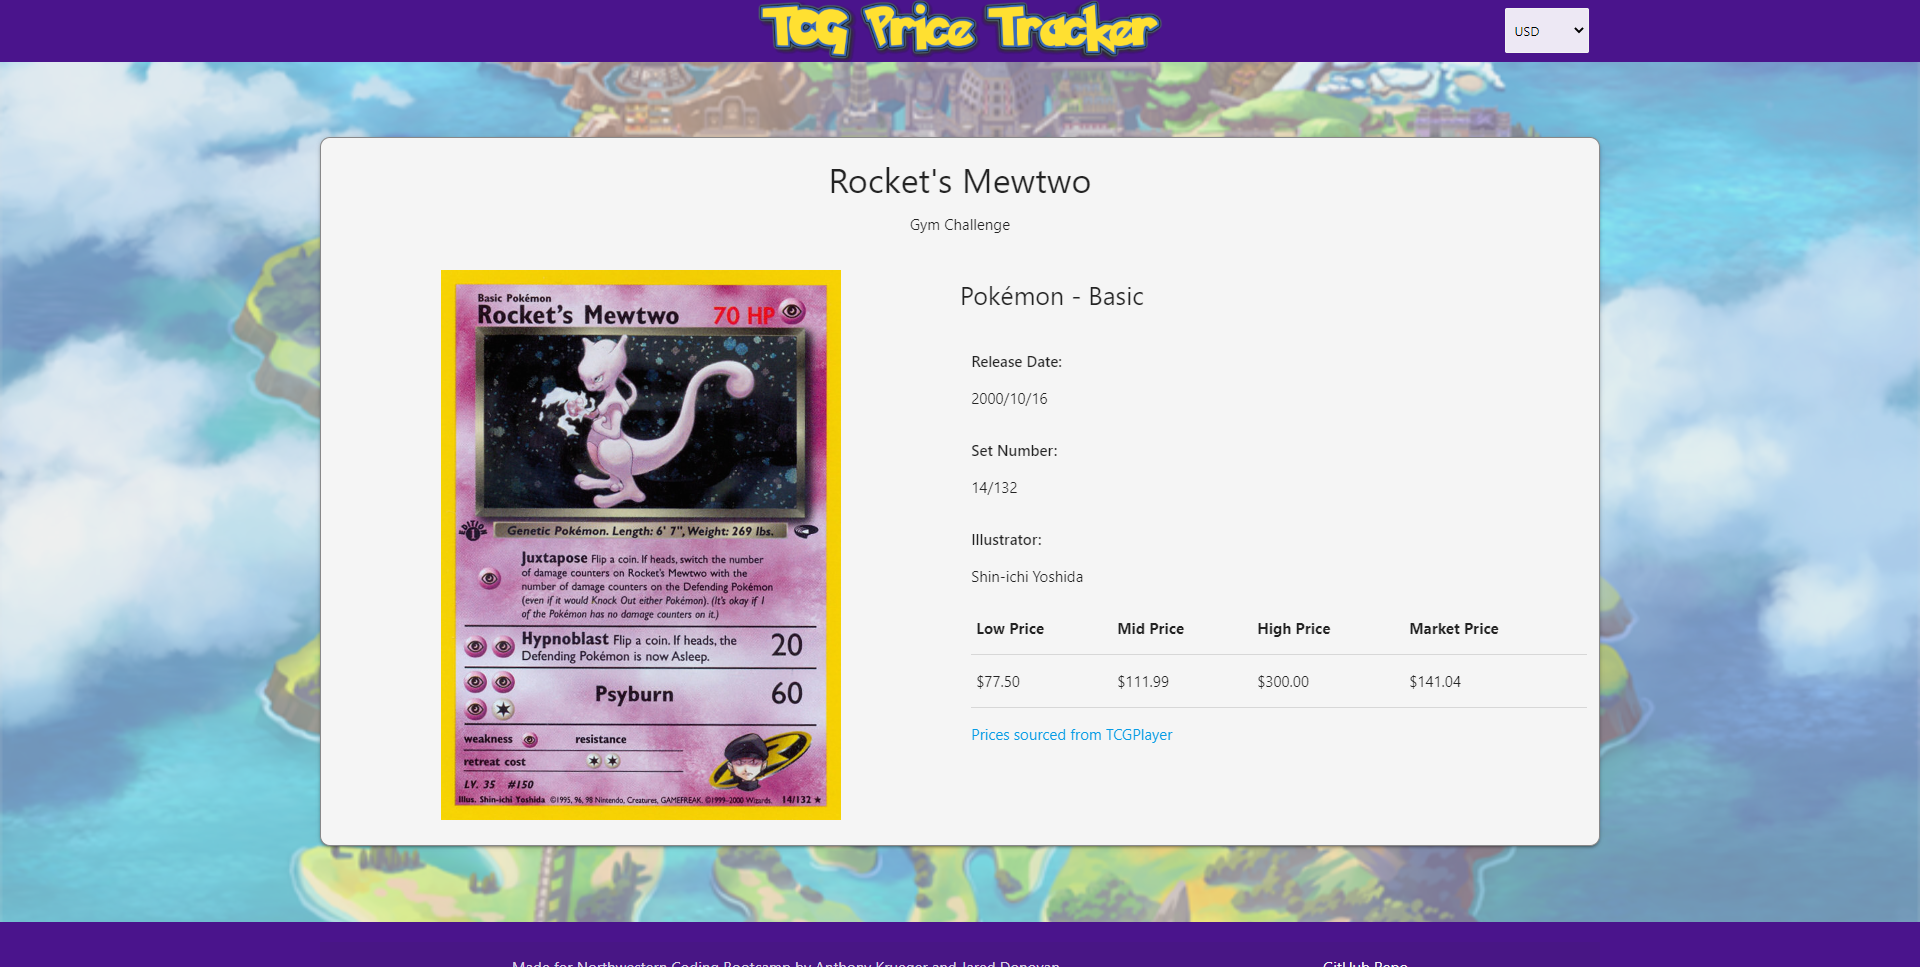 TCG Price Tracker
USD
Rocket's Mewtwo
Gym Challenge
Basic Pokémon
Rocket's Mewtwo 70 HP
EDITION 1
Genetic Pokémon. Length: 6' 7", Weight: 269 lbs.
Juxtapose Flip a coin. If heads, switch the number
of damage counters on Rocket's Mewtwo with the
number of damage counters on the Defending Pokémon
(even if it would Knock Out either Pokémon). (It's okay if 1
of the Pokémon has no damage counters on it.)
Hypnoblast Flip a coin. If heads, the
Defending Pokémon is now Asleep.
20
Psyburn 60
weakness resistance
retreat cost
LV. 35 #150
Illus. Shin-ichi Yoshida ©1995, 96, 98 Nintendo, Creatures, GAMEFREAK. ©1999-2000 Wizards. 14/132 ★
Pokémon - Basic
Release Date:
2000/10/16
Set Number:
14/132
Illustrator:
Shin-ichi Yoshida
Low Price Mid Price High Price Market Price
$77.50 $111.99 $300.00 $141.04
Prices sourced from TCGPlayer
Made for Northwestern Coding Bootcamp by Anthony Krueger and Jared Donovan
GitHub Repo